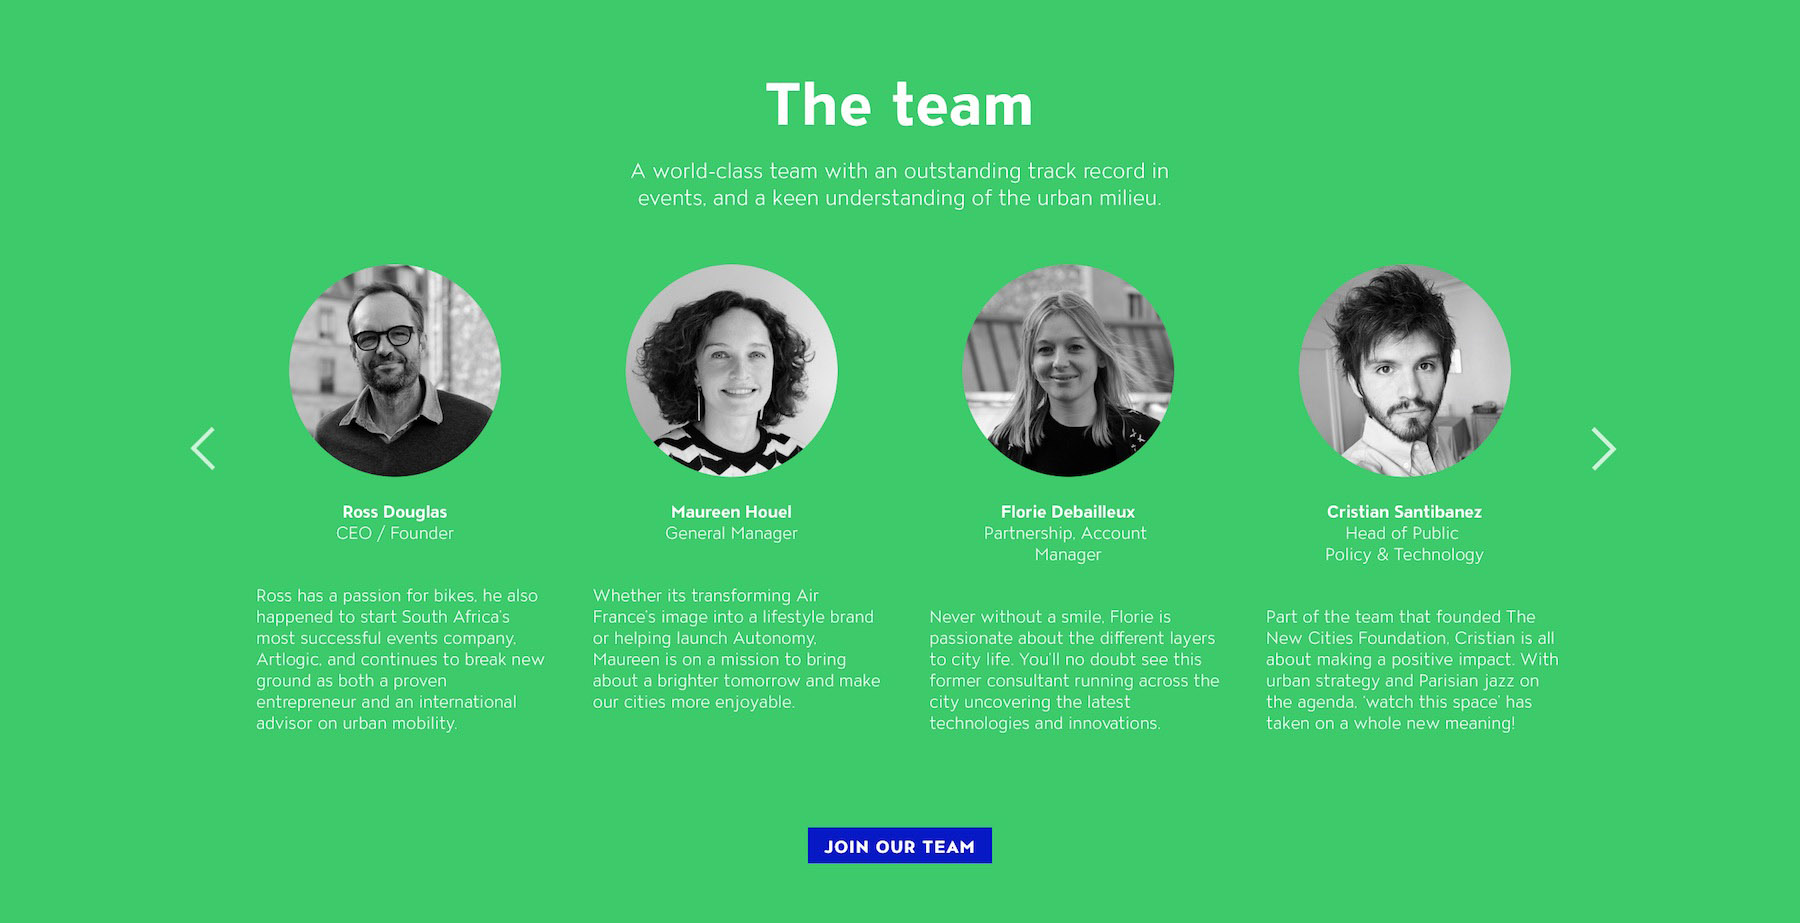 The team
A world-class team with an outstanding track record in
events, and a keen understanding of the urban milieu.
Ross Douglas
CEO / Founder
Ross has a passion for bikes, he also
happened to start South Africa's
most successful events company,
Artlogic, and continues to break new
ground as both a proven
entrepreneur and an international
advisor on urban mobility.
Maureen Houel
General Manager
Whether its transforming Air
France's image into a lifestyle brand
or helping launch Autonomy,
Maureen is on a mission to bring
about a brighter tomorrow and make
our cities more enjoyable.
Florie Debailleux
Partnership, Account
Manager
Never without a smile, Florie is
passionate about the different layers
to city life. You'll no doubt see this
former consultant running across the
city uncovering the latest
technologies and innovations.
Cristian Santibanez
Head of Public
Policy & Technology
Part of the team that founded The
New Cities Foundation, Cristian is all
about making a positive impact. With
urban strategy and Parisian jazz on
the agenda, 'watch this space' has
taken on a whole new meaning!
JOIN OUR TEAM